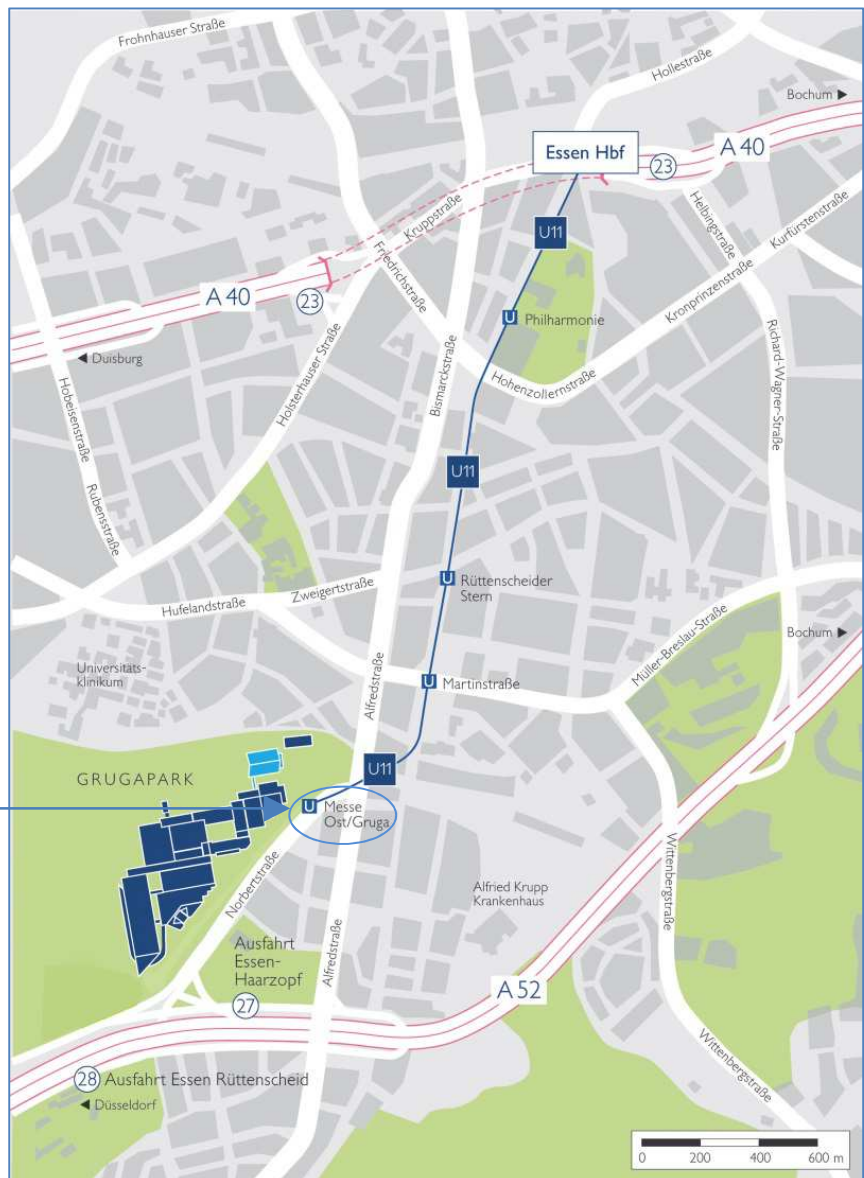 Frohnhauser Straße
Hollestraße
Bochum
Essen Hbf
A 40
23
Kruppstraße
Helbingstraße
Kurfürstenstraße
U11
Friedrichstraße
A 40
23
Kronprinzenstraße
U
Philharmonie
Duisburg
Holsterhauser Straße
Bismarckstraße
Hohenzollernstraße
Richard-Wagner-Straße
Hobeisenstraße
U11
Rubensstraße
U
Rüttenscheider
Stern
Zweigertstraße
Hufelandstraße
Müller-Breslau-Straße
Bochum
Universitäts-
klinikum
U
Martinstraße
Alfredstraße
U11
GRUGAPARK
U
Messe
Ost/Gruga
Wittenbergstraße
Norbertstraße
Alfried Krupp
Krankenhaus
Ausfahrt
Essen-
Haarzopf
Alfredstraße
27
A 52
Wittenbergstraße
28
Ausfahrt Essen Rüttenscheid
Düsseldorf
0 200 400 600 m